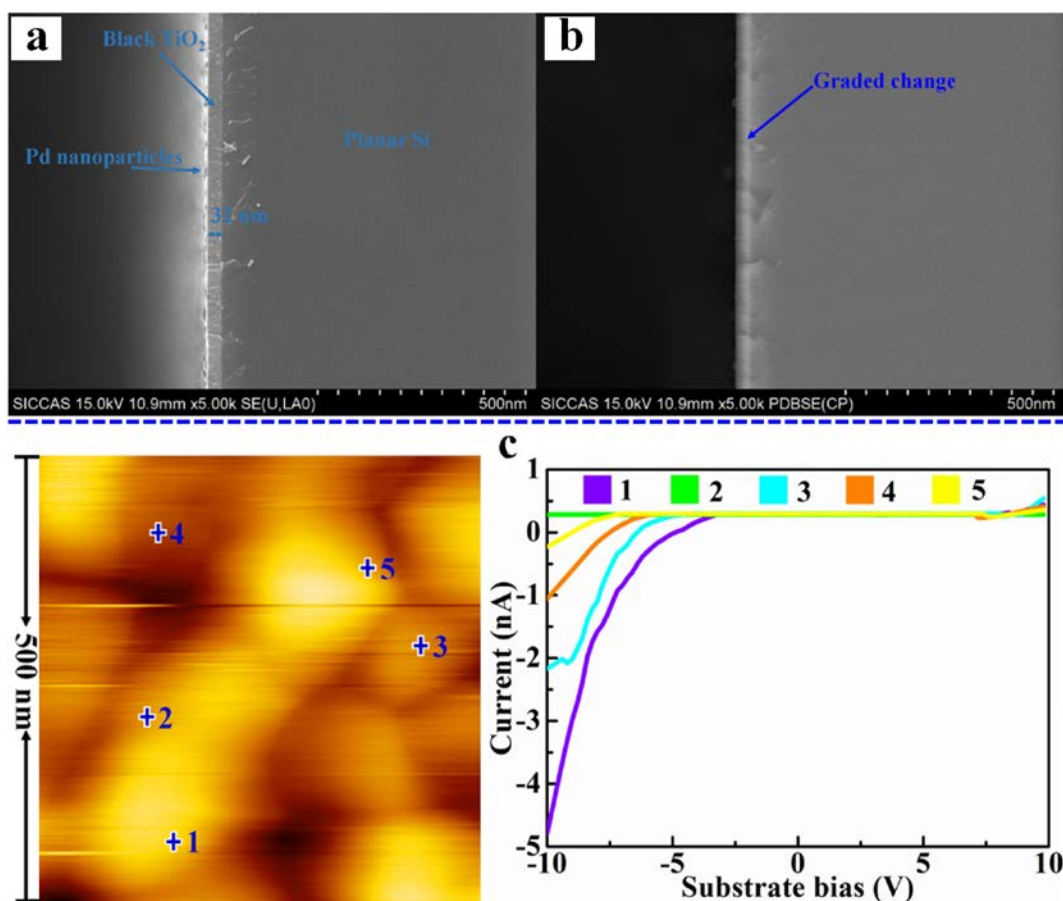 a
Black TiO₂
Pd nanoparticles
Planar Si
32 nm
SICCAS 15.0kV 10.9mm x5.00k SE(U,LA0)
500nm
b
Graded change
SICCAS 15.0kV 10.9mm x5.00k PDBSE(CP)
500nm
500 nm
4
5
3
2
1
c
1 2 3 4 5
Current (nA)
1
0
-1
-2
-3
-4
-5
-10 -5 0 5 10
Substrate bias (V)